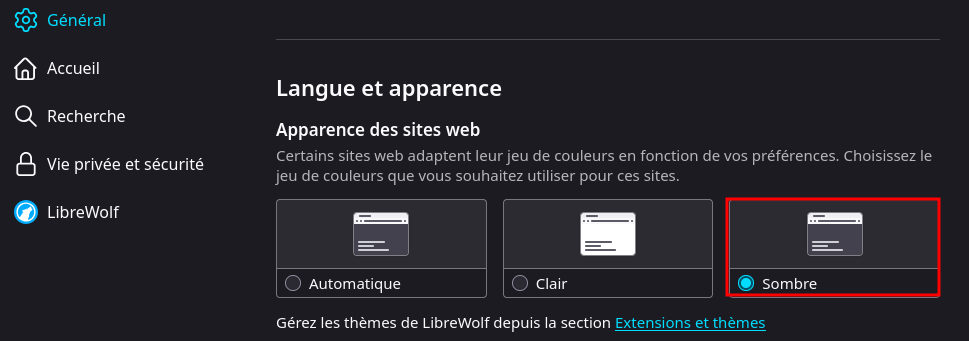 Général
Accueil
Recherche
Vie privée et sécurité
LibreWolf
Langue et apparence
Apparence des sites web
Certains sites web adaptent leur jeu de couleurs en fonction de vos préférences. Choisissez le
jeu de couleurs que vous souhaitez utiliser pour ces sites.
Automatique
Clair
Sombre
Gérez les thèmes de LibreWolf depuis la section Extensions et thèmes